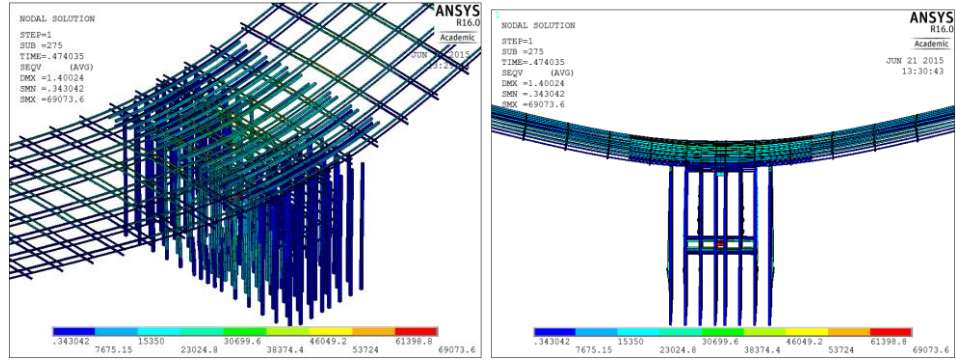 ANSYS
R16.0
Academic
NODAL SOLUTION
STEP=1
SUB =275
TIME=.474035
SEQV (AVG)
DMX =1.40024
SMN =.343042
SMX =69073.6
JUN
2015
.343042 15350 30699.6 46049.2 61398.8
7675.15 23024.8 38374.4 53724 69073.6
1
ANSYS
R16.0
Academic
NODAL SOLUTION
JUN 21 2015
13:30:43
STEP=1
SUB =275
TIME=.474035
SEQV (AVG)
DMX =1.40024
SMN =.343042
SMX =69073.6
.343042 15350 30699.6 46049.2 61398.8
7675.15 23024.8 38374.4 53724 69073.6